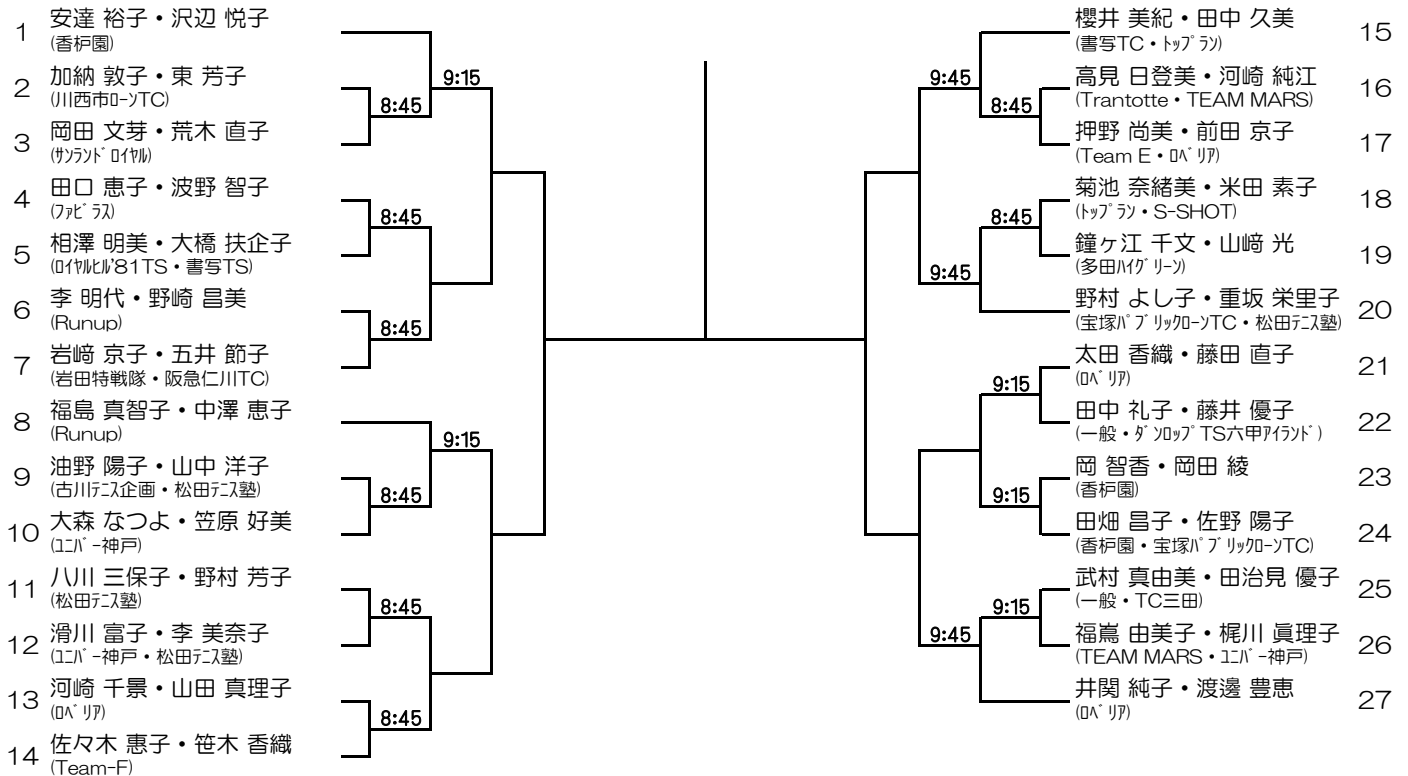 1
安達 裕子・沢辺 悦子
(香枦園)
2
加納 敦子・東 芳子
(川西市ﾛｰﾝTC)
3
岡田 文芽・荒木 直子
(ｻﾝﾗﾝﾄﾞﾛｲﾔﾙ)
4
田口 恵子・波野 智子
(ﾌｧﾋﾞﾗｽ)
5
相澤 明美・大橋 扶企子
(ﾛｲﾔﾙﾋﾙ'81TS・書写TS)
6
李 明代・野崎 昌美
(Runup)
7
岩﨑 京子・五井 節子
(岩田特戦隊・阪急仁川TC)
8
福島 真智子・中澤 恵子
(Runup)
9
油野 陽子・山中 洋子
(古川ﾃﾆｽ企画・松田ﾃﾆｽ塾)
10
大森 なつよ・笠原 好美
(ﾕﾆﾊﾞｰ神戸)
11
八川 三保子・野村 芳子
(松田ﾃﾆｽ塾)
12
滑川 富子・李 美奈子
(ﾕﾆﾊﾞｰ神戸・松田ﾃﾆｽ塾)
13
河崎 千景・山田 真理子
(ﾛﾍﾞﾘｱ)
14
佐々木 惠子・笹木 香織
(Team-F)
9:15
8:45
8:45
8:45
9:15
8:45
8:45
8:45
9:45
8:45
8:45
9:45
9:15
9:15
9:15
9:45
櫻井 美紀・田中 久美
(書写TC・ﾄｯﾌﾟﾗﾝ)
15
高見 日登美・河崎 純江
(Trantotte・TEAM MARS)
16
押野 尚美・前田 京子
(Team E・ﾛﾍﾞﾘｱ)
17
菊池 奈緒美・米田 素子
(ﾄｯﾌﾟﾗﾝ・S-SHOT)
18
鐘ヶ江 千文・山﨑 光
(多田ﾊｲｸﾞﾘｰﾝ)
19
野村 よし子・重坂 栄里子
(宝塚ﾊﾟﾌﾞﾘｯｸﾛｰﾝTC・松田ﾃﾆｽ塾)
20
太田 香織・藤田 直子
(ﾛﾍﾞﾘｱ)
21
田中 礼子・藤井 優子
(一般・ﾀﾞﾝﾛｯﾌﾟTS六甲ｱｲﾗﾝﾄﾞ)
22
岡 智香・岡田 綾
(香枦園)
23
田畑 昌子・佐野 陽子
(香枦園・宝塚ﾊﾟﾌﾞﾘｯｸﾛｰﾝTC)
24
武村 真由美・田治見 優子
(一般・TC三田)
25
福嶌 由美子・梶川 眞理子
(TEAM MARS・ﾕﾆﾊﾞｰ神戸)
26
井関 純子・渡邊 豊恵
(ﾛﾍﾞﾘｱ)
27